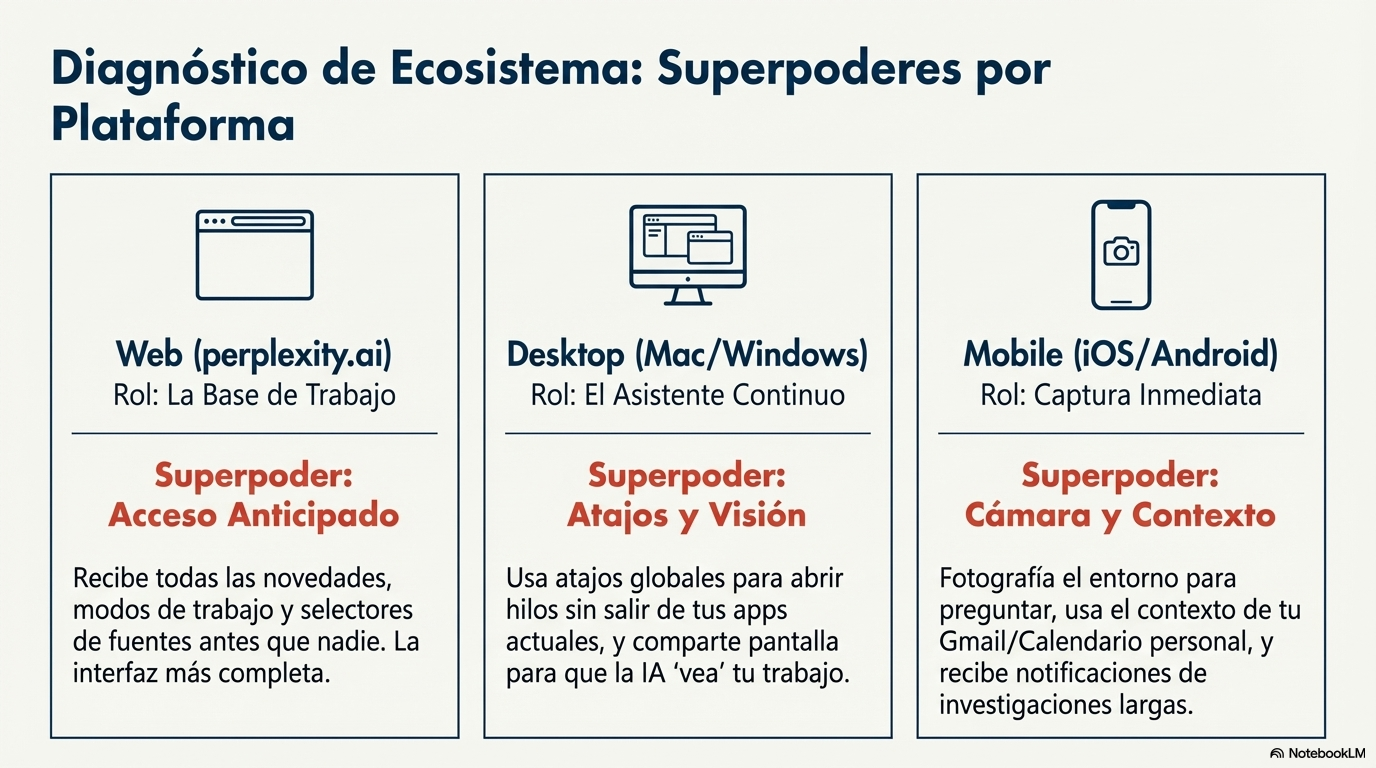 Diagnóstico de Ecosistema: Superpoderes por
Plataforma
Web (perplexity.ai)
Rol: La Base de Trabajo
Superpoder:
Acceso Anticipado
Recibe todas las novedades,
modos de trabajo y selectores
de fuentes antes que nadie. La
interfaz más completa.
Desktop (Mac/Windows)
Rol: El Asistente Continuo
Superpoder:
Atajos y Visión
Usa atajos globales para abrir
hilos sin salir de tus apps
actuales, y comparte pantalla
para que la IA ‘vea’ tu trabajo.
Mobile (iOS/Android)
Rol: Captura Inmediata
Superpoder:
Cámara y Contexto
Fotografía el entorno para
preguntar, usa el contexto de tu
Gmail/Calendario personal, y
recibe notificaciones de
investigaciones largas.
NotebookLM